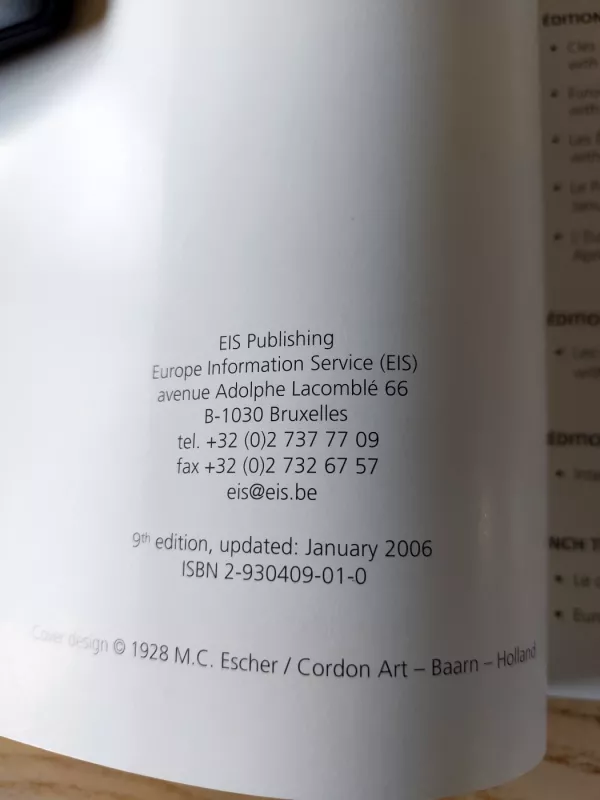 EIS Publishing
Europe Information Service (EIS)
avenue Adolphe Lacomblé 66
B-1030 Bruxelles
tel. +32 (0)2 737 77 09
fax +32 (0)2 732 67 57
eis@eis.be
9th edition, updated: January 2006
ISBN 2-930409-01-0
Cover design © 1928 M.C. Escher / Cordon Art – Baarn – Holland